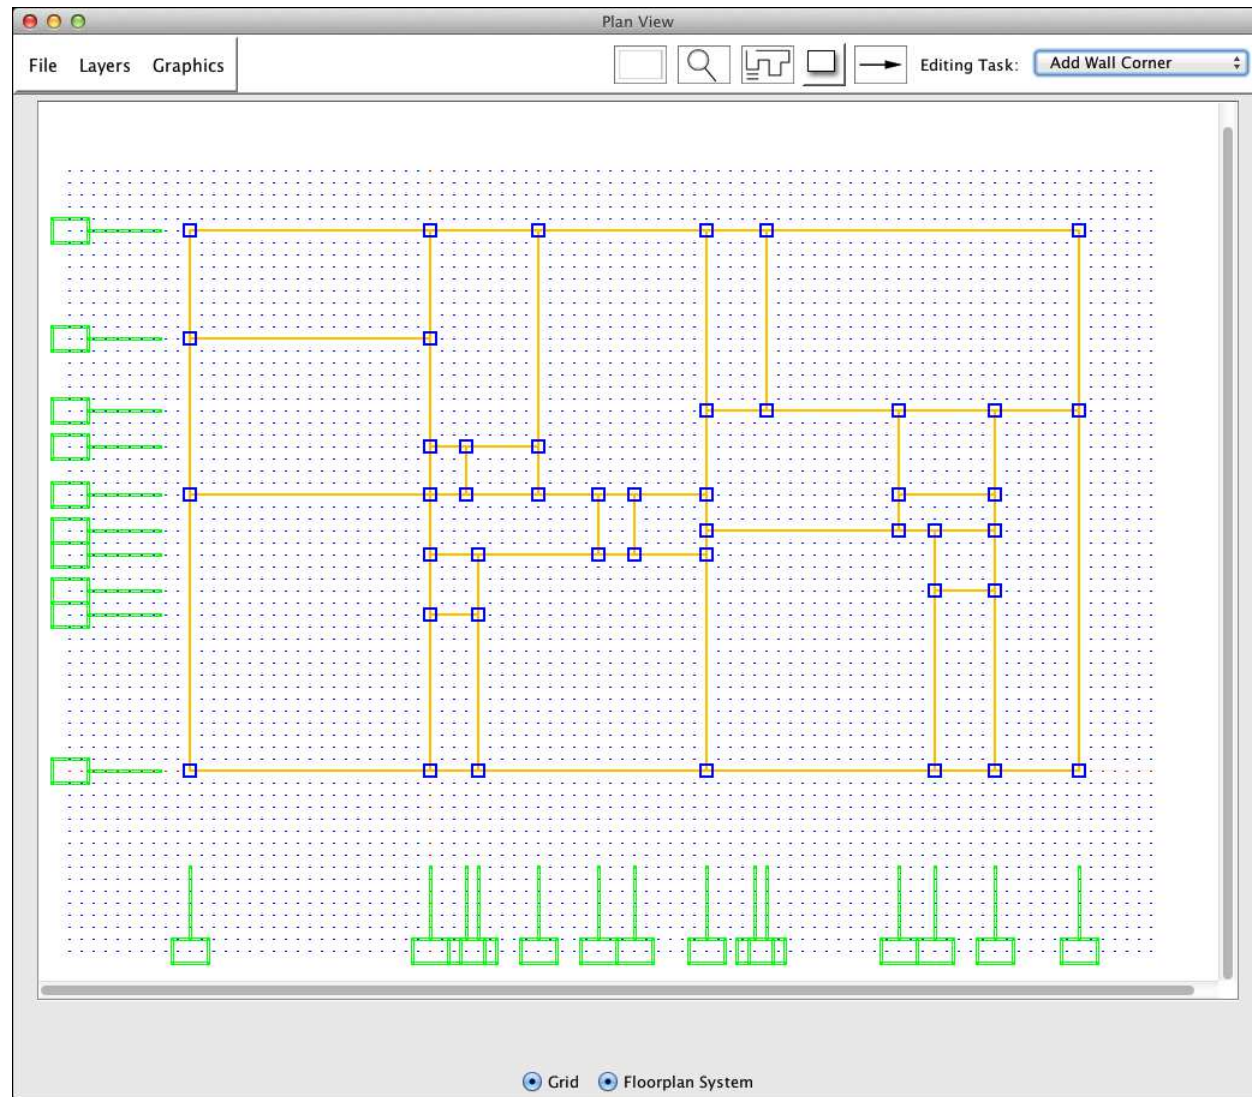 Plan View
File Layers Graphics Editing Task: Add Wall Corner
Grid Floorplan System